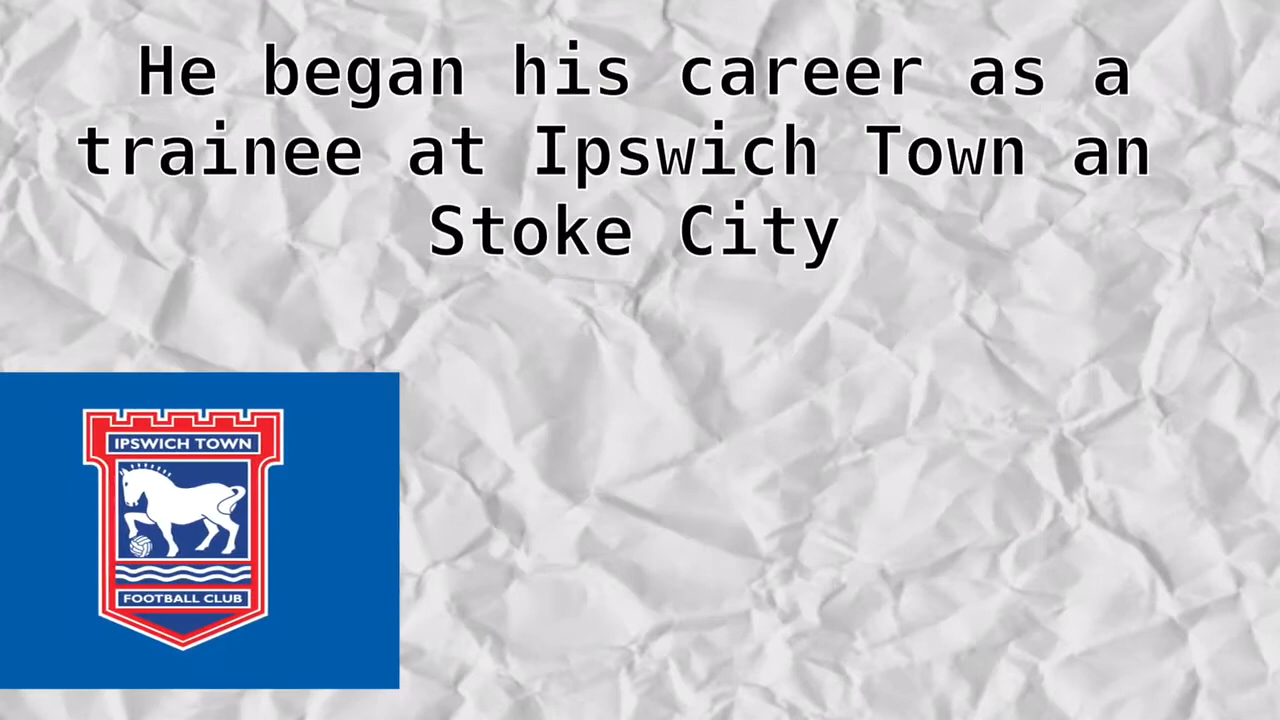 He began his career as a
trainee at Ipswich Town an
Stoke City
IPSWICH TOWN
FOOTBALL CLUB